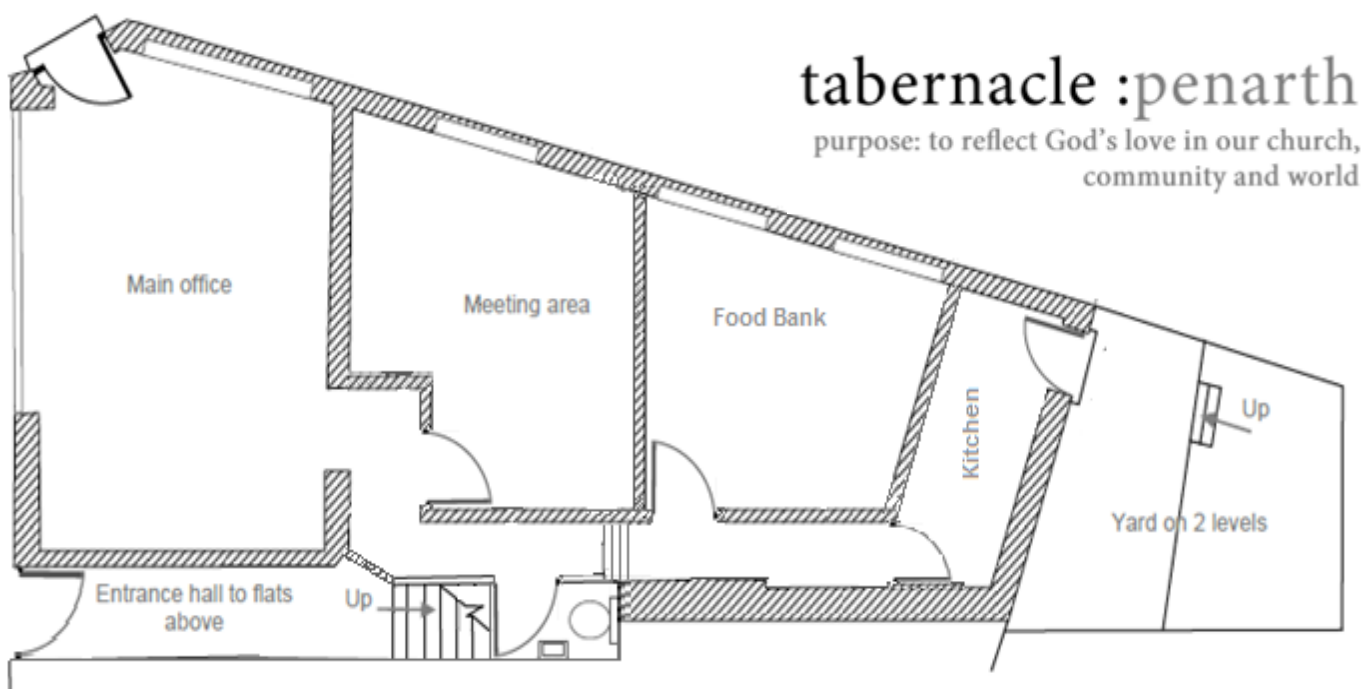 tabernacle :penarth
purpose: to reflect God's love in our church,
community and world
Main office
Meeting area
Food Bank
Kitchen
Up
Yard on 2 levels
Entrance hall to flats
above
Up